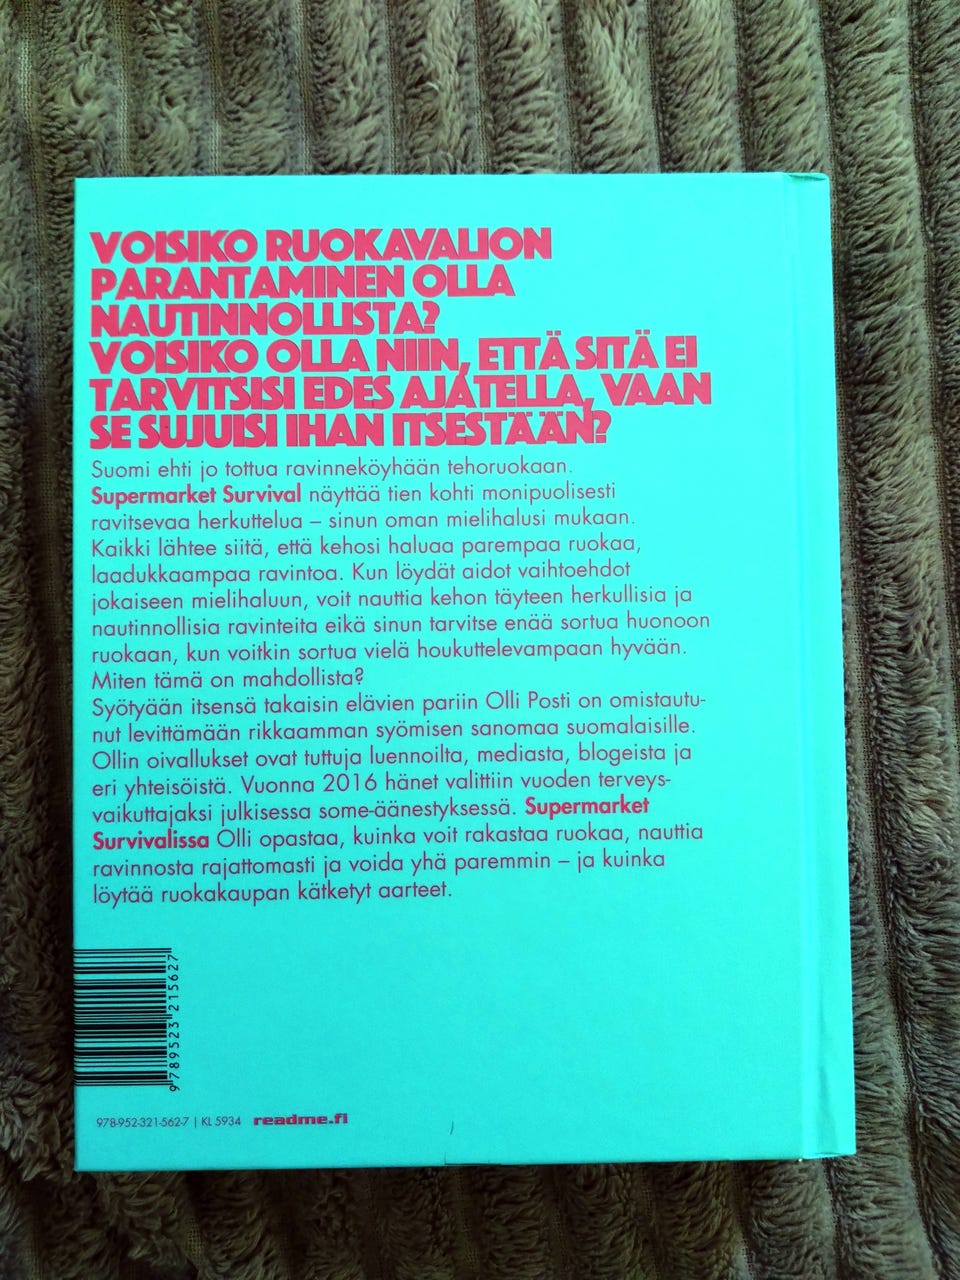 VOISIKO RUOKAVALION
PARANTAMINEN OLLA
NAUTINNOLLISTA?
VOISIKO OLLA NIIN, ETTÄ SITÄ EI
TARVITSISI EDES AJATELLA, VAAN
SE SUJUISI IHAN ITSESTÄÄN?
Suomi ehti jo tottua ravinneköyhään tehoruokaan.
Supermarket Survival näyttää tien kohti monipuolisesti
ravitsevaa herkuttelua – sinun oman mielihalusi mukaan.
Kaikki lähtee siitä, että kehosi haluaa parempaa ruokaa,
laadukkaampaa ravintoa. Kun löydät aidot vaihtoehdot
jokaiseen mielihaluun, voit nauttia kehon täyteen herkullisia ja
nautinnollisia ravinteita eikä sinun tarvitse enää sortua huonoon
ruokaan, kun voitkin sortua vielä houkuttelevampaan hyvään.
Miten tämä on mahdollista?
Syötyään itsensä takaisin elävien pariin Olli Posti on omistautu-
nut levittämään rikkaamman syömisen sanomaa suomalaisille.
Ollin oivallukset ovat tuttuja luennoilta, mediasta, blogeista ja
eri yhteisöistä. Vuonna 2016 hänet valittiin vuoden terveys-
vaikuttajaksi julkisessa some-äänestyksessä. Supermarket
Survivalissa Olli opastaa, kuinka voit rakastaa ruokaa, nauttia
ravinnosta rajattomasti ja voida yhä paremmin – ja kuinka
löytää ruokakaupan kätketyt aarteet.
9789523215627
978-952-321-562-7 | KL 5934 readme.fi